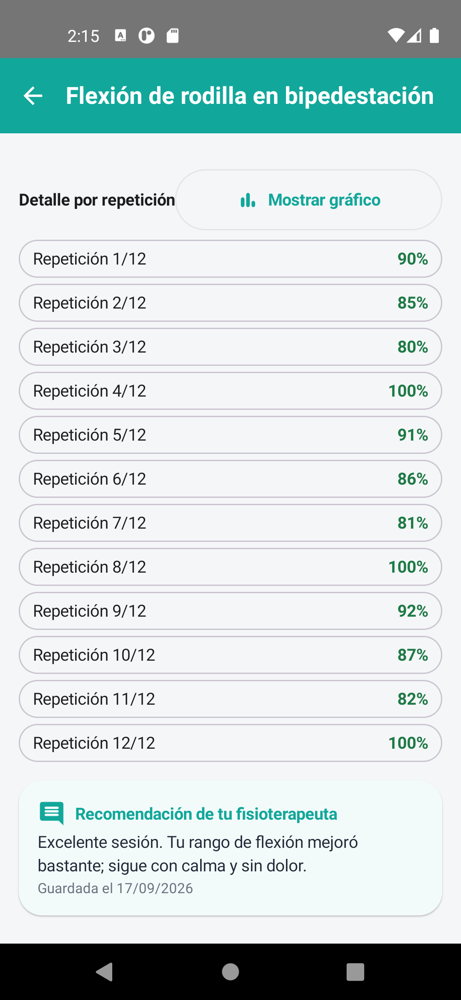 2:15
Flexión de rodilla en bipedestación
Detalle por repetición
Mostrar gráfico
Repetición 1/12 90%
Repetición 2/12 85%
Repetición 3/12 80%
Repetición 4/12 100%
Repetición 5/12 91%
Repetición 6/12 86%
Repetición 7/12 81%
Repetición 8/12 100%
Repetición 9/12 92%
Repetición 10/12 87%
Repetición 11/12 82%
Repetición 12/12 100%
Recomendación de tu fisioterapeuta
Excelente sesión. Tu rango de flexión mejoró
bastante; sigue con calma y sin dolor.
Guardada el 17/09/2026